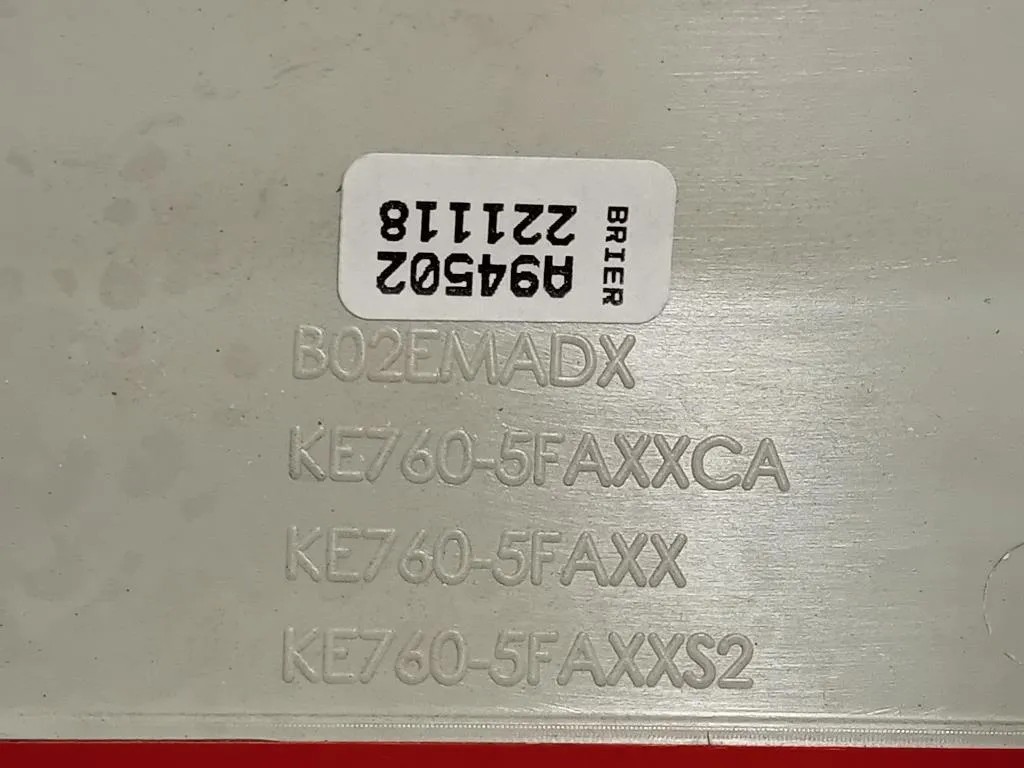 A94502
221118
BRIER
B02EMADX
KE760-5FAXXCA
KE760-5FAXX
KE760-5FAXXS2